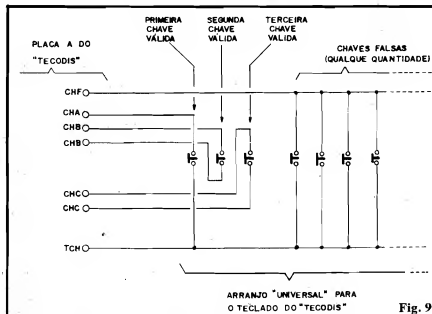 PLACA A DO
"TECODIS"
PRIMEIRA
CHAVE
VÁLIDA
SEGUNDA
CHAVE
VÁLIDA
TERCEIRA
CHAVE
VALIDA
CHAVES FALSAS
(QUALQUE QUANTIDADE)
CHF
CHA
CHB
CHB
CHC
CHC
TCH
ARRANJO "UNIVERSAL" PARA
O TECLADO DO "TECODIS"
Fig. 9